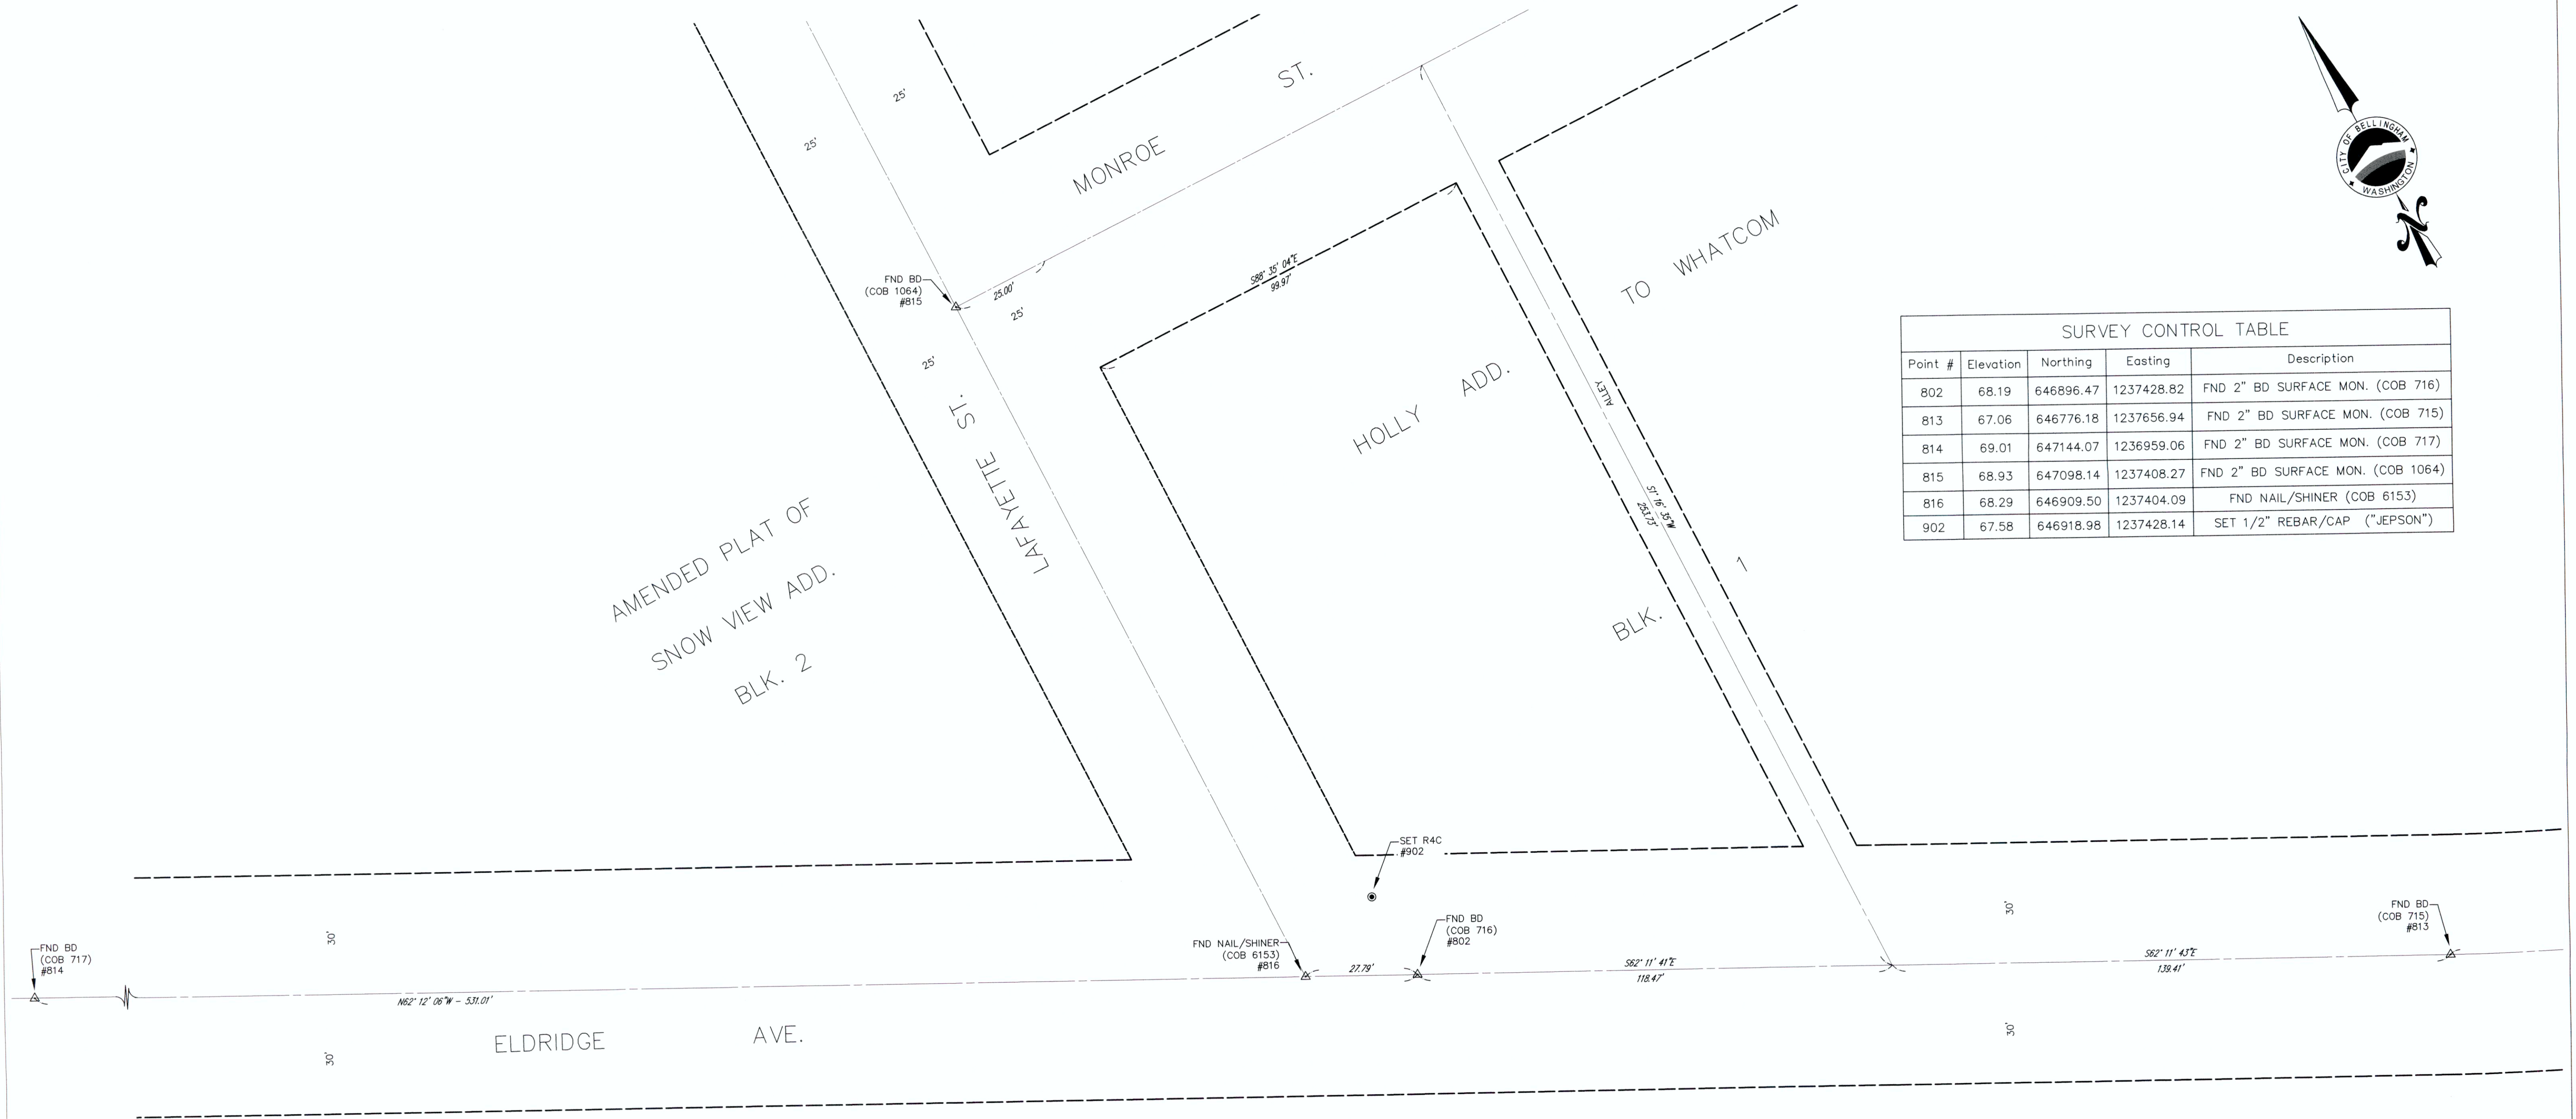 25'
25'
MONROE ST.
CITY OF BELLINGHAM
WASHINGTON
N
FND BD
(COB 1064)
#815
25.00'
25'
25'
S88° 35' 04"E
99.97'
LAFAYETTE ST.
HOLLY ADD.
TO WHATCOM
ALLEY
S1° 16' 35"W
253.73'
BLK. 1
AMENDED PLAT OF
SNOW VIEW ADD.
BLK. 2
SURVEY CONTROL TABLE
Point # Elevation Northing Easting Description
802 68.19 646896.47 1237428.82 FND 2" BD SURFACE MON. (COB 716)
813 67.06 646776.18 1237656.94 FND 2" BD SURFACE MON. (COB 715)
814 69.01 647144.07 1236959.06 FND 2" BD SURFACE MON. (COB 717)
815 68.93 647098.14 1237408.27 FND 2" BD SURFACE MON. (COB 1064)
816 68.29 646909.50 1237404.09 FND NAIL/SHINER (COB 6153)
902 67.58 646918.98 1237428.14 SET 1/2" REBAR/CAP ("JEPSON")
SET R4C
#902
FND BD
(COB 717)
#814
30'
FND NAIL/SHINER
(COB 6153)
#816
FND BD
(COB 716)
#802
30'
FND BD
(COB 715)
#813
N62° 12' 06"W - 531.01'
27.79'
S62° 11' 41"E
118.47'
S62° 11' 43"E
139.41'
30'
ELDRIDGE AVE.
30'